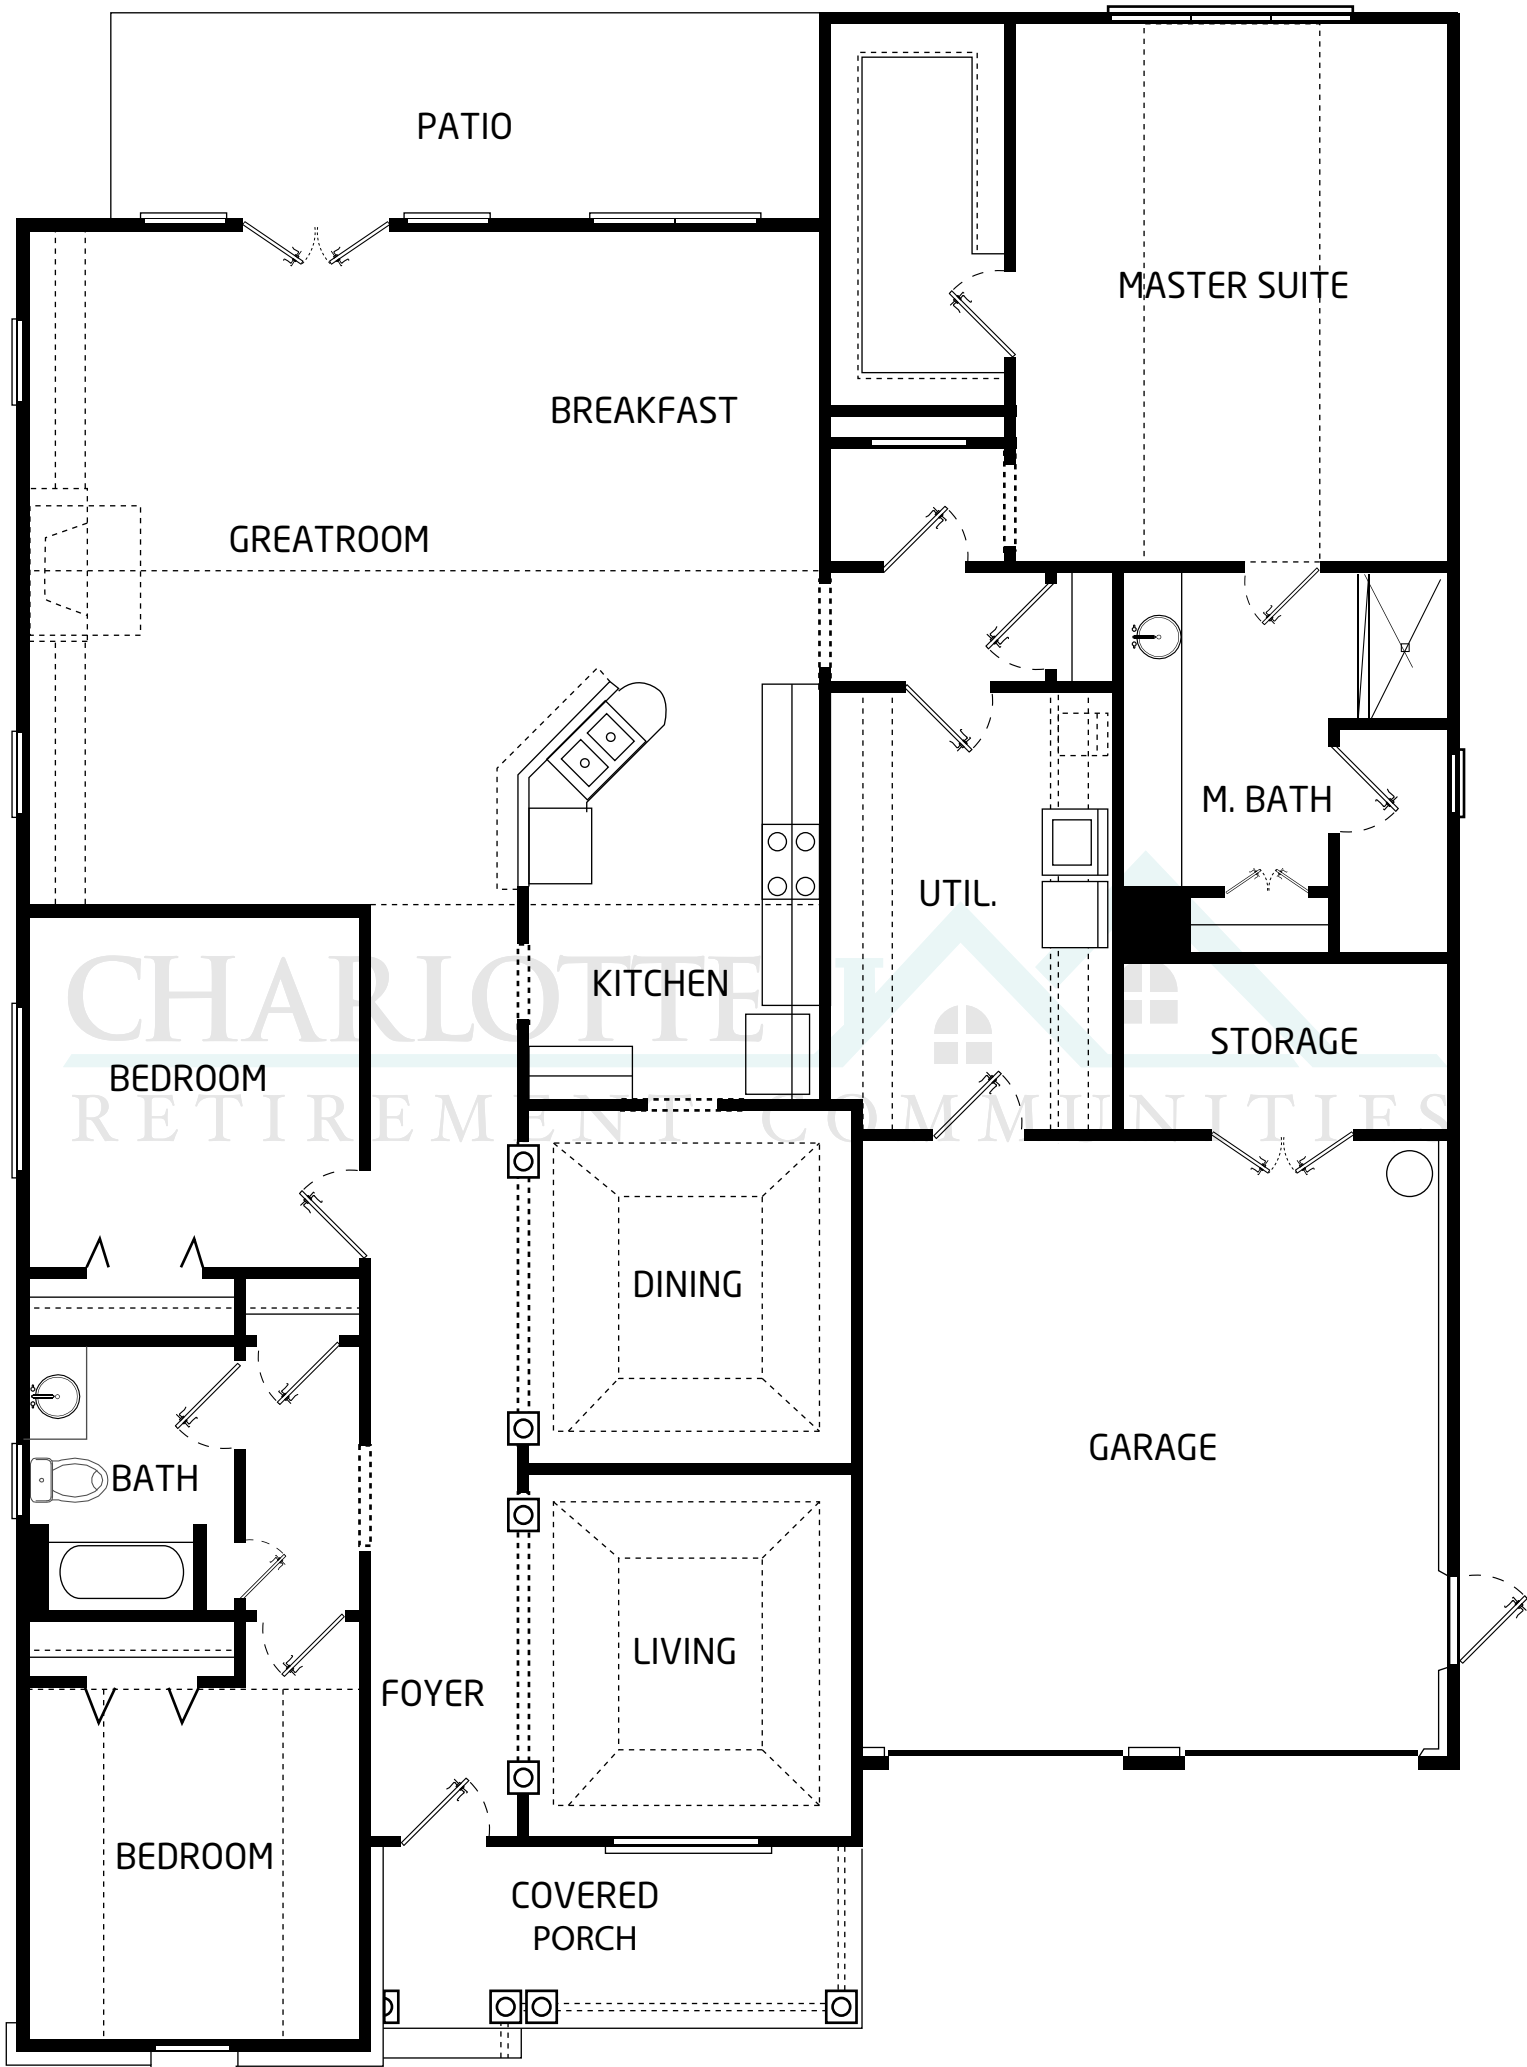 PATIO
MASTER SUITE
BREAKFAST
GREATROOM
M. BATH
UTIL.
CHARLOTTE
KITCHEN
STORAGE
BEDROOM
RETIREMENT COMMUNITIES
DINING
GARAGE
BATH
LIVING
FOYER
BEDROOM
COVERED
PORCH